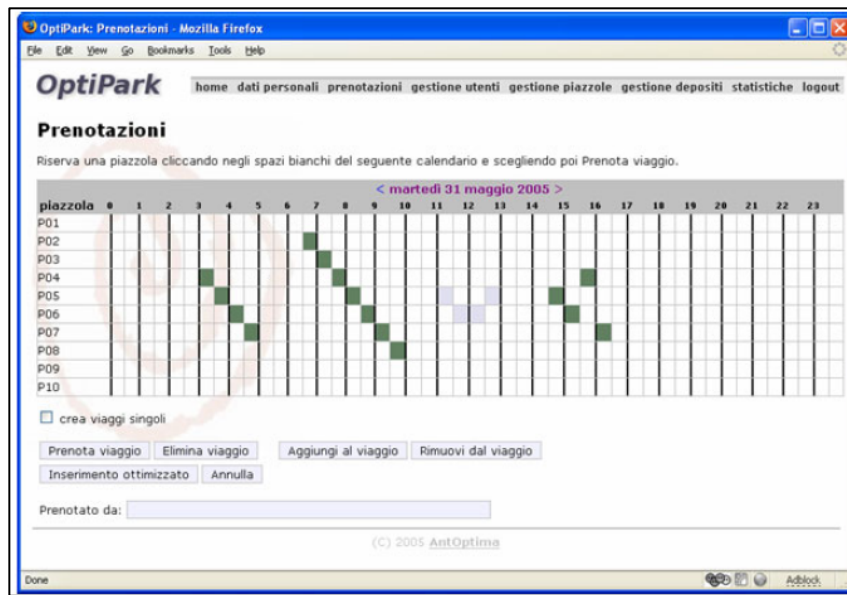 OptiPark: Prenotazioni - Mozilla Firefox
File Edit View Go Bookmarks Tools Help
OptiPark home dati personali prenotazioni gestione utenti gestione piazzole gestione depositi statistiche logout
Prenotazioni
Riserva una piazzola cliccando negli spazi bianchi del seguente calendario e scegliendo poi Prenota viaggio.
< martedì 31 maggio 2005 >
piazzola 0 1 2 3 4 5 6 7 8 9 10 11 12 13 14 15 16 17 18 19 20 21 22 23
P01
P02
P03
P04
P05
P06
P07
P08
P09
P10
crea viaggi singoli
Prenota viaggio Elimina viaggio Aggiungi al viaggio Rimuovi dal viaggio
Inserimento ottimizzato Annulla
Prenotato da:
(C) 2005 AntOptima
Done Adblock